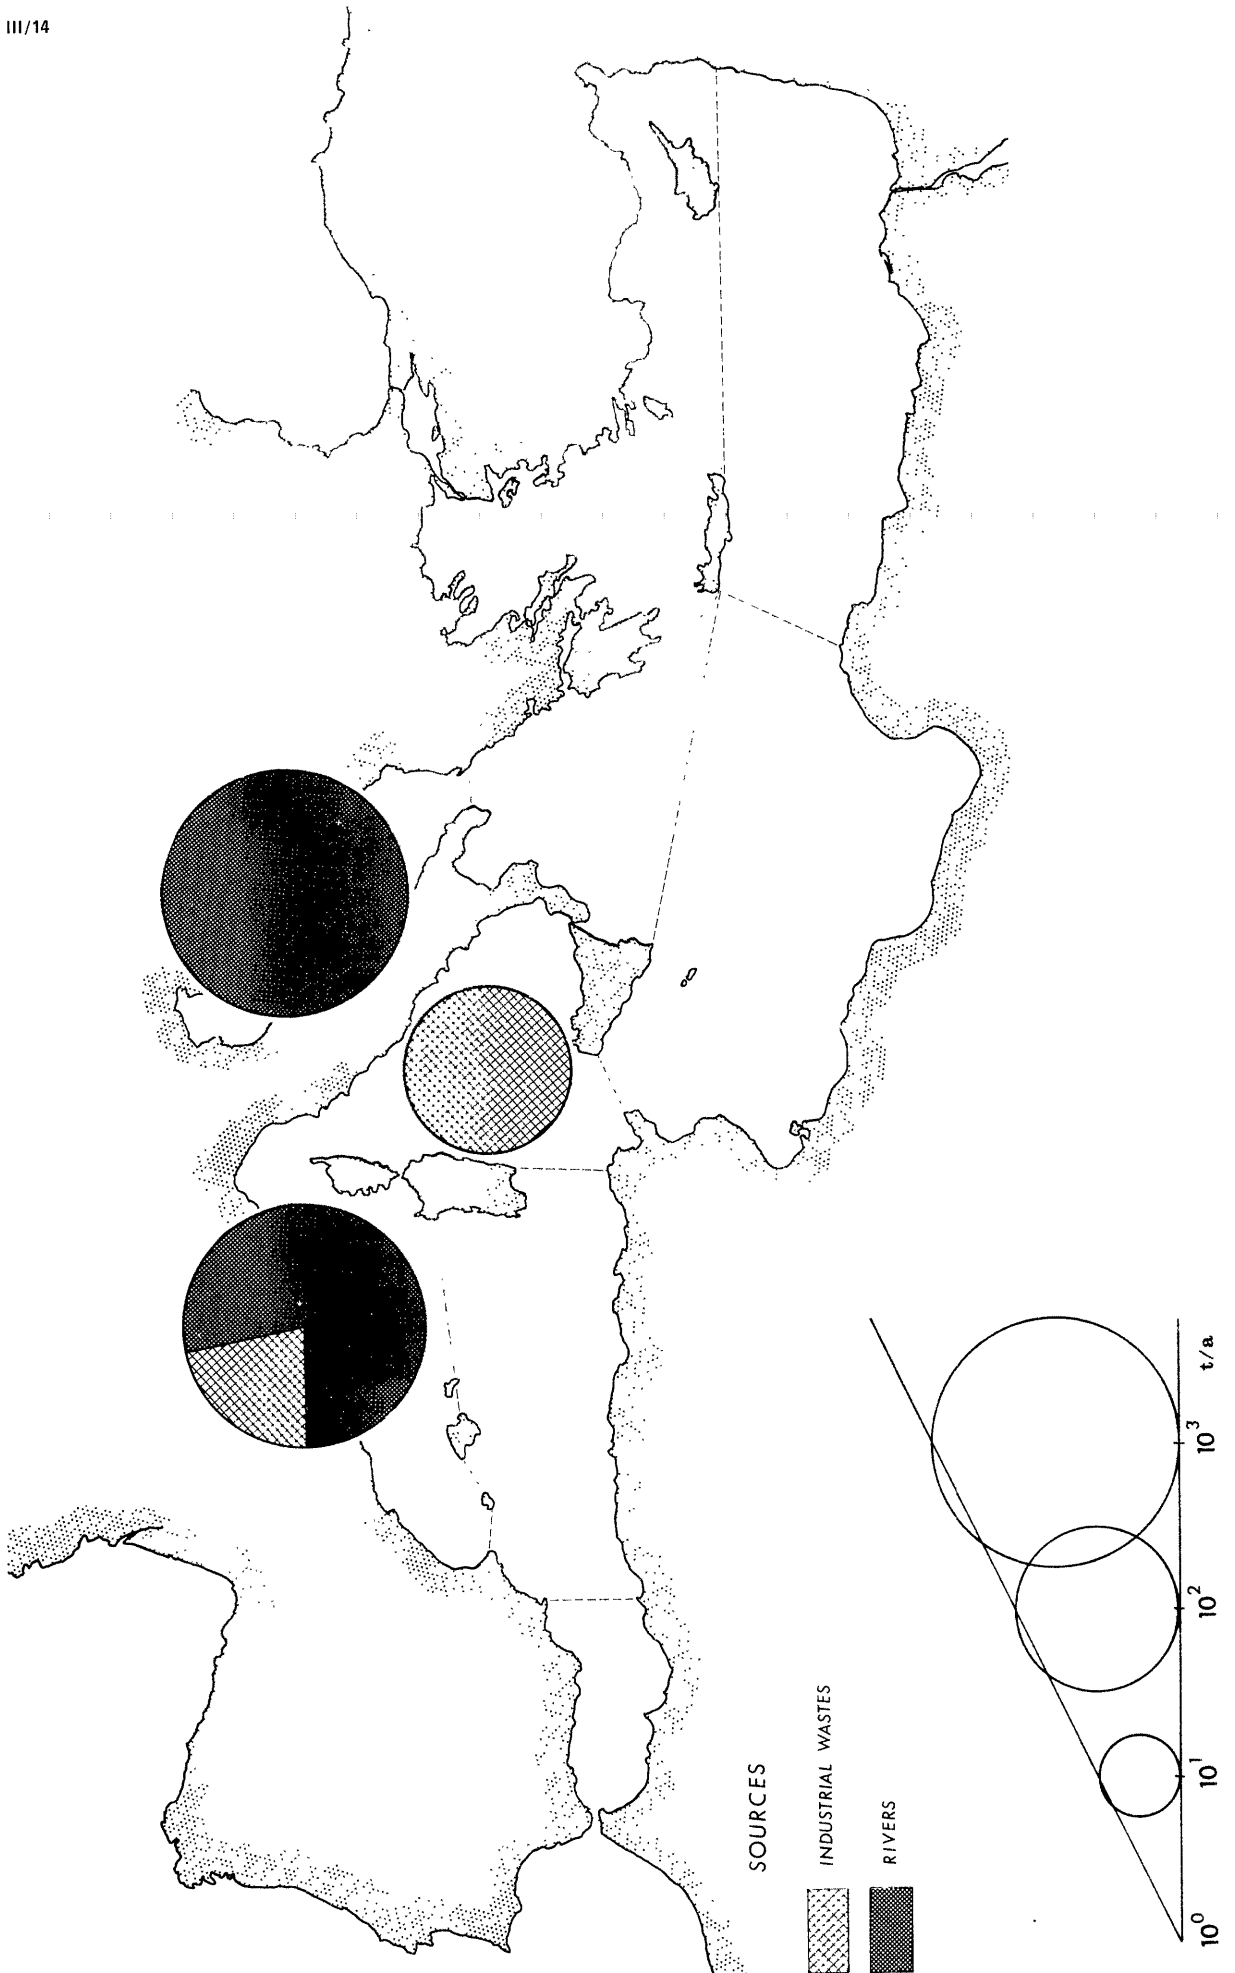 III/14
SOURCES
INDUSTRIAL WASTES
RIVERS
10⁰ 10¹ 10² 10³ t/a